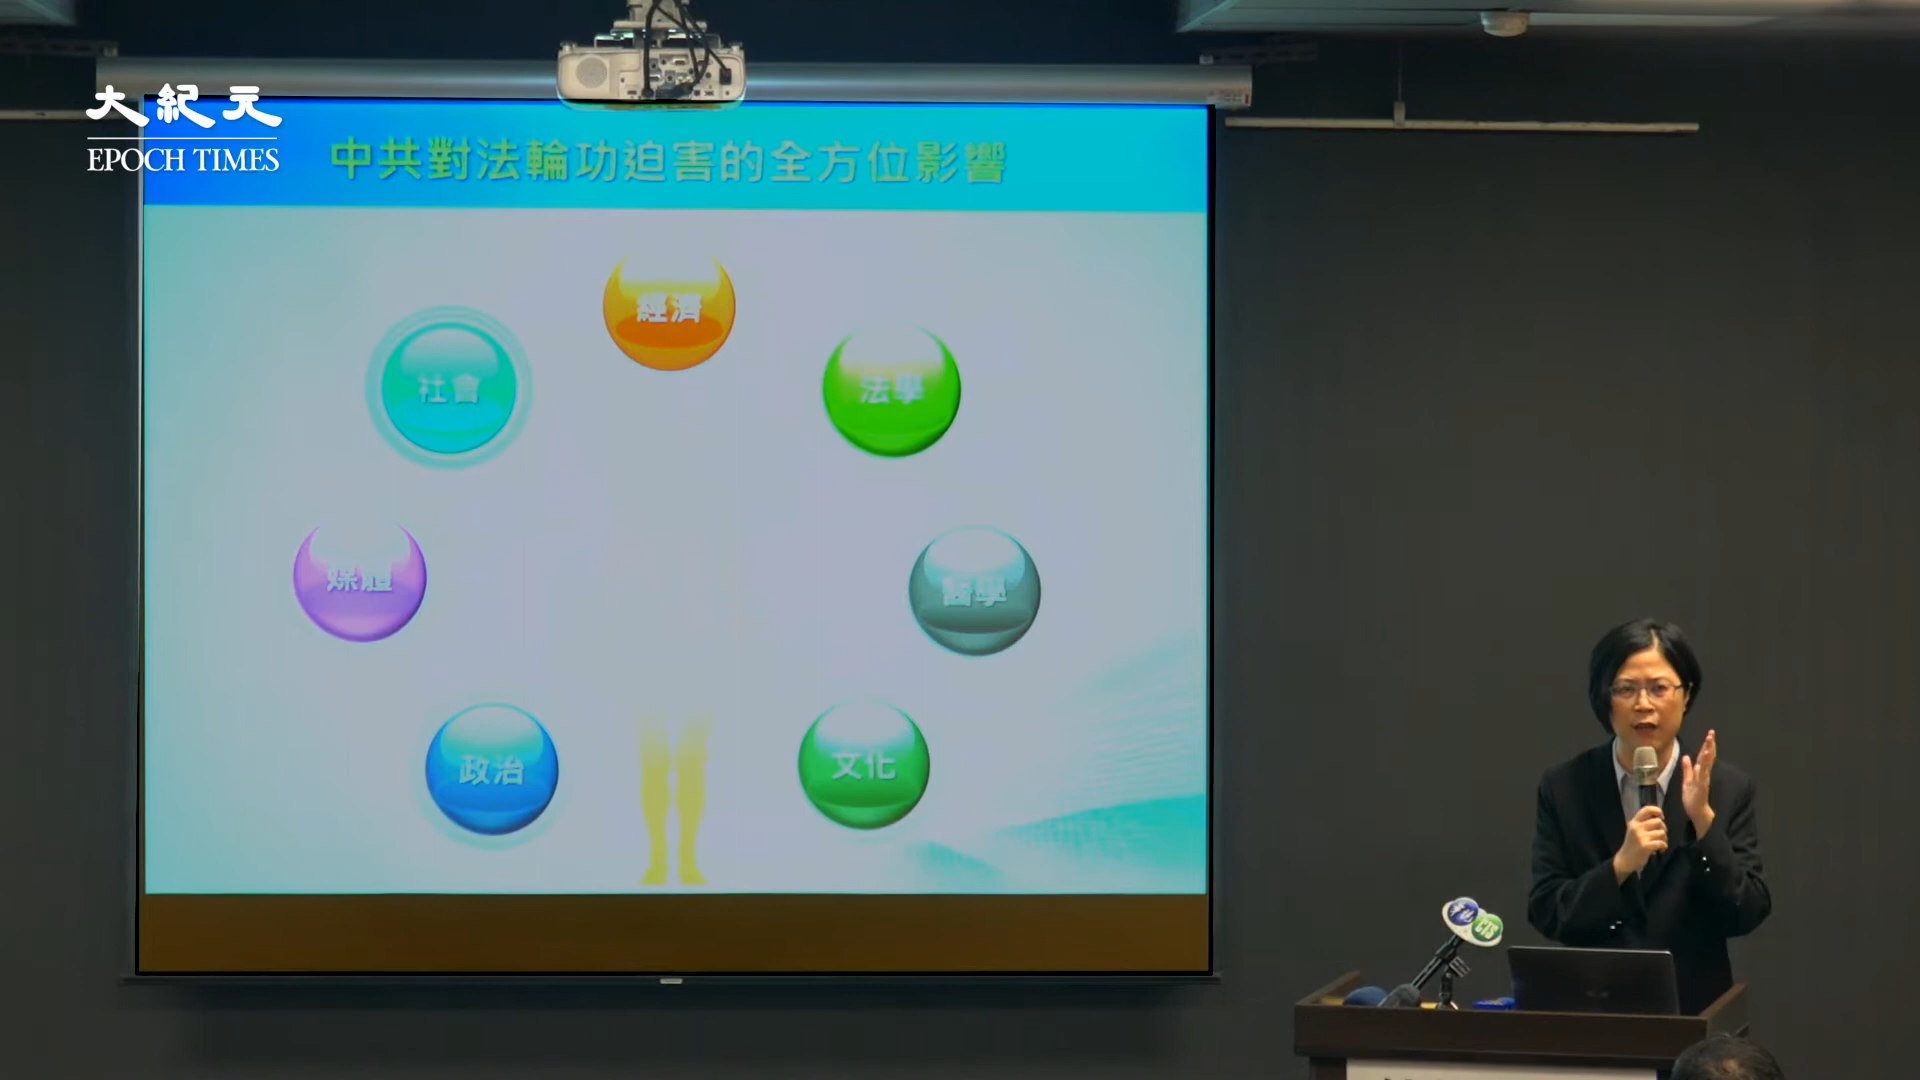 大紀元
EPOCH TIMES
中共對法輪功迫害的全方位影響
經濟
社會
法學
媒體
醫學
政治
文化
CTS